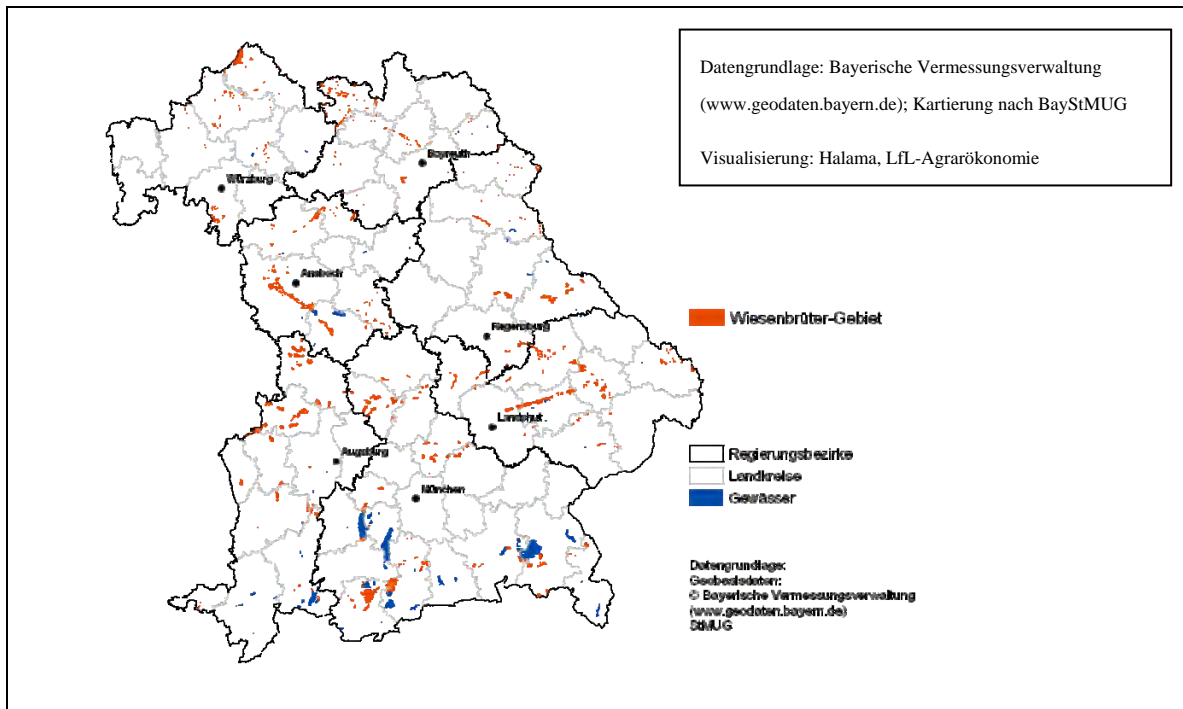 Datengrundlage: Bayerische Vermessungsverwaltung
(www.geodaten.bayern.de); Kartierung nach BayStMUG
Visualisierung: Halama, LfL-Agrarökonomie
Bayreuth
Würzburg
Ansbach
Regensburg
Landshut
Augsburg
München
Wiesenbrüter-Gebiet
Regierungsbezirke
Landkreise
Gewässer
Datengrundlage:
Geobasisdaten:
© Bayerische Vermessungsverwaltung
(www.geodaten.bayern.de)
StMUG